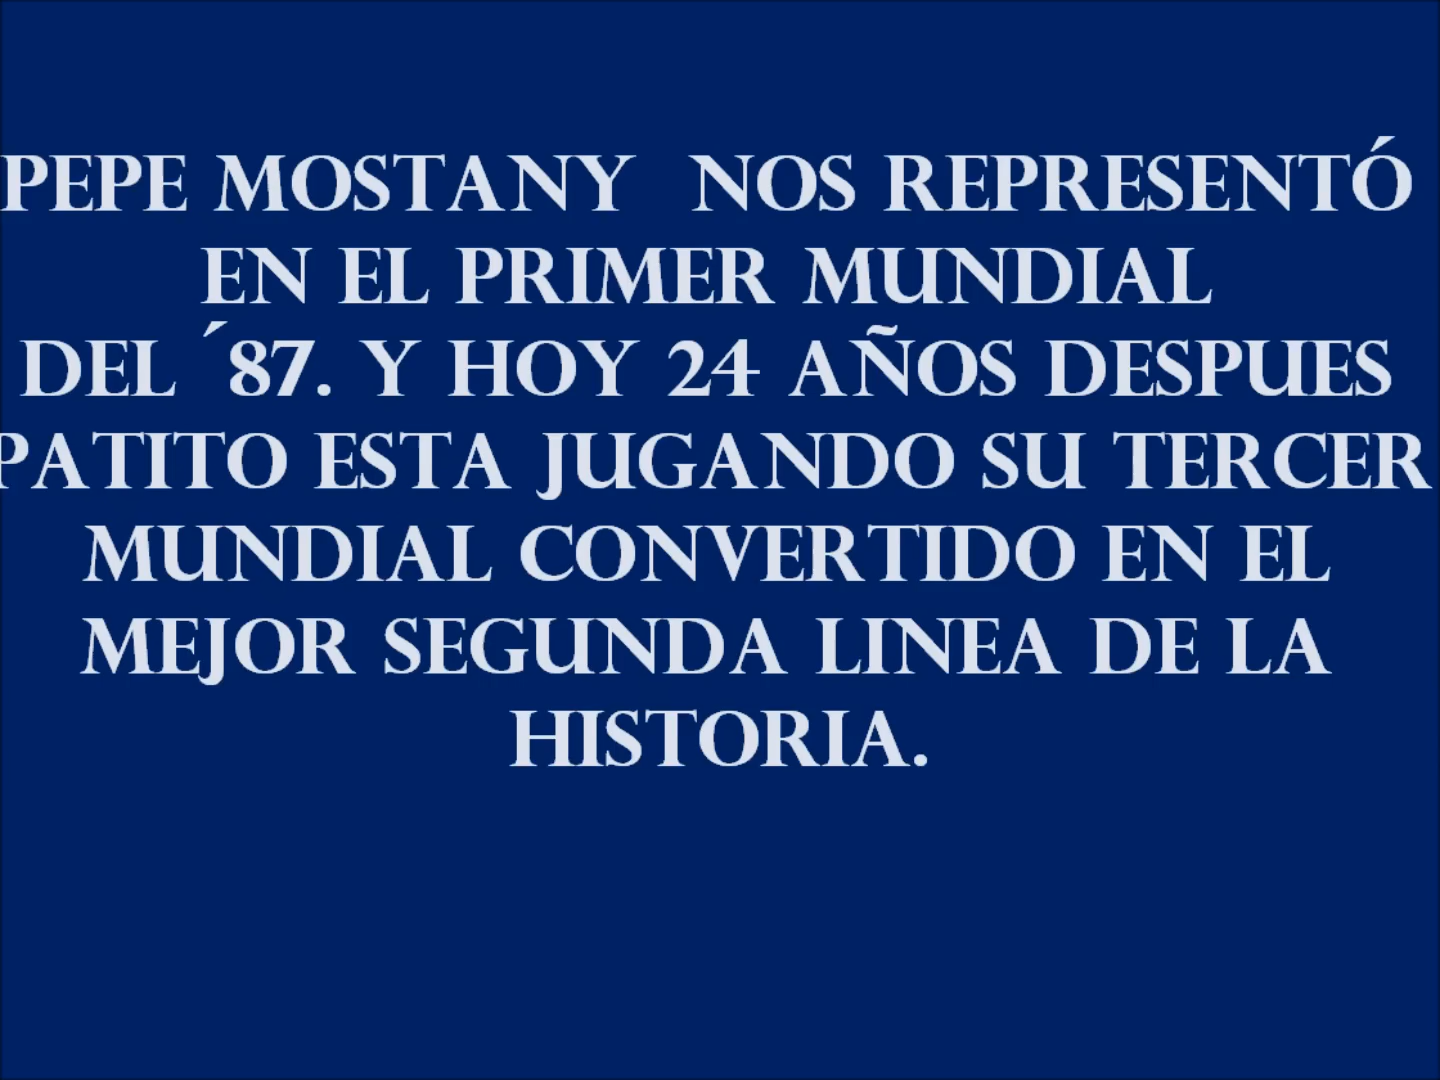 PEPE MOSTANY NOS REPRESENTÓ
EN EL PRIMER MUNDIAL
DEL ´87. Y HOY 24 AÑOS DESPUES
PATITO ESTA JUGANDO SU TERCER
MUNDIAL CONVERTIDO EN EL
MEJOR SEGUNDA LINEA DE LA
HISTORIA.